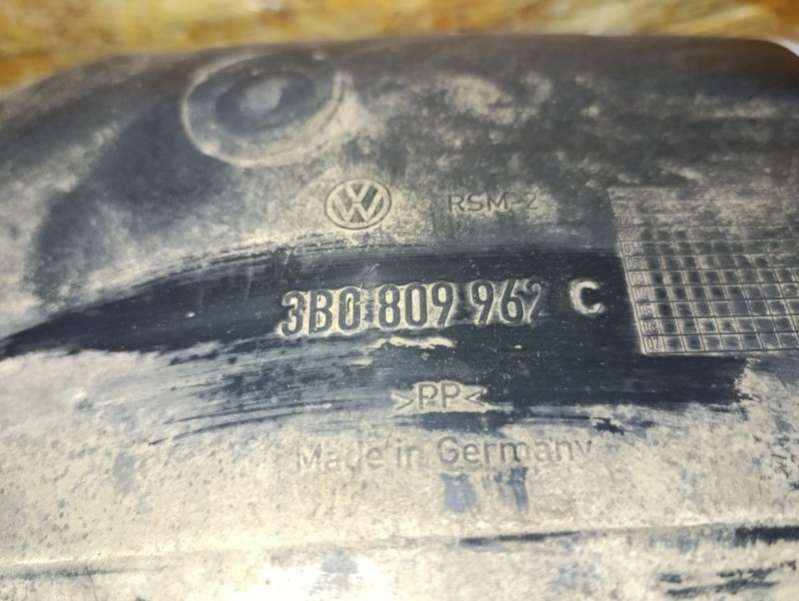 RSM-2
3B0 809 962 C
>PP<
Made in Germany